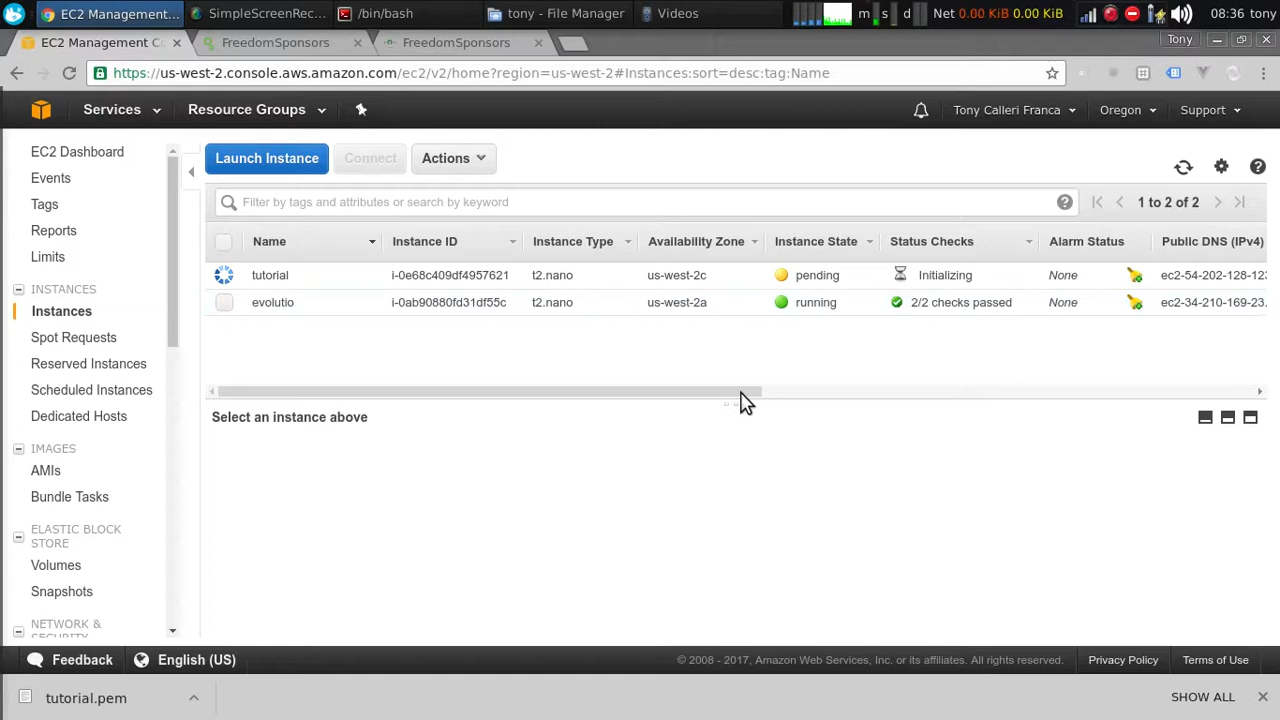 EC2 Management... SimpleScreenRec... /bin/bash tony - File Manager Videos m s d Net 0.00 KiB 0.00 KiB 08:36 tony
EC2 Management Co FreedomSponsors FreedomSponsors Tony
https://us-west-2.console.aws.amazon.com/ec2/v2/home?region=us-west-2#Instances:sort=desc:tag:Name
Services Resource Groups Tony Calleri Franca Oregon Support
EC2 Dashboard
Events
Tags
Reports
Limits
INSTANCES
Instances
Spot Requests
Reserved Instances
Scheduled Instances
Dedicated Hosts
IMAGES
AMIs
Bundle Tasks
ELASTIC BLOCK
STORE
Volumes
Snapshots
NETWORK &
SECURITY
Launch Instance Connect Actions
Filter by tags and attributes or search by keyword 1 to 2 of 2
Name Instance ID Instance Type Availability Zone Instance State Status Checks Alarm Status Public DNS (IPv4)
tutorial i-0e68c409df4957621 t2.nano us-west-2c pending Initializing None ec2-54-202-128-123
evolutio i-0ab90880fd31df55c t2.nano us-west-2a running 2/2 checks passed None ec2-34-210-169-23.
Select an instance above
Feedback English (US) © 2008 - 2017, Amazon Web Services, Inc. or its affiliates. All rights reserved. Privacy Policy Terms of Use
tutorial.pem SHOW ALL